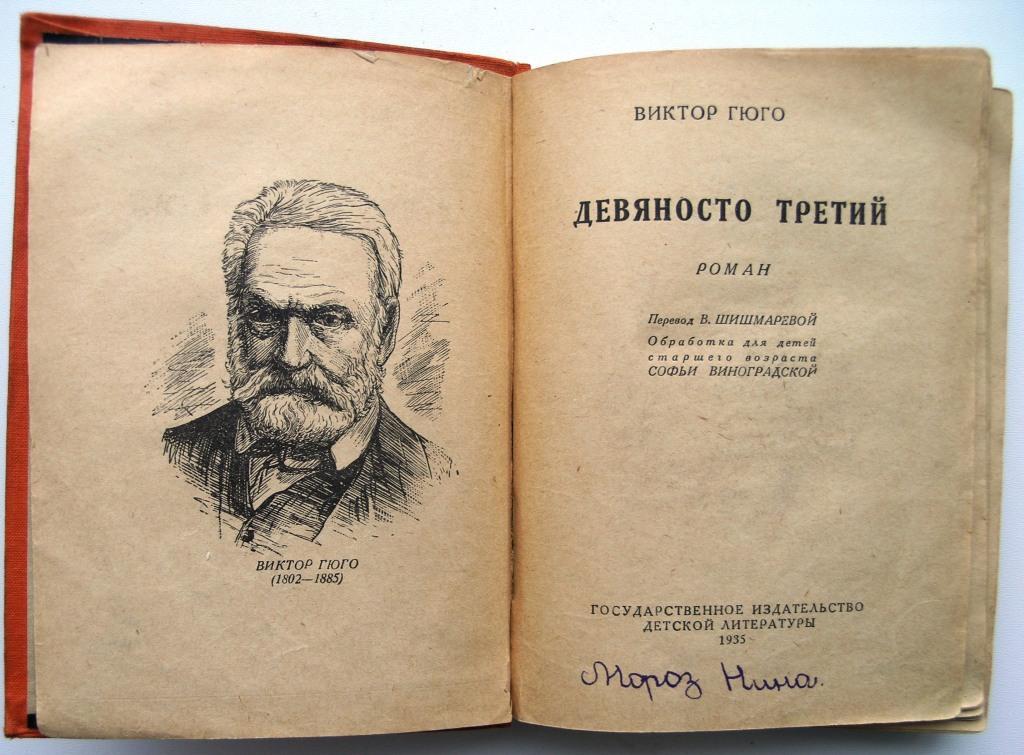 ВИКТОР ГЮГО
(1802—1885)
ВИКТОР ГЮГО
ДЕВЯНОСТО ТРЕТИЙ
РОМАН
Перевод В. ШИШМАРЕВОЙ
Обработка для детей
старшего возраста
СОФЬИ ВИНОГРАДСКОЙ
ГОСУДАРСТВЕННОЕ ИЗДАТЕЛЬСТВО
ДЕТСКОЙ ЛИТЕРАТУРЫ
1935
Мороз Нина.